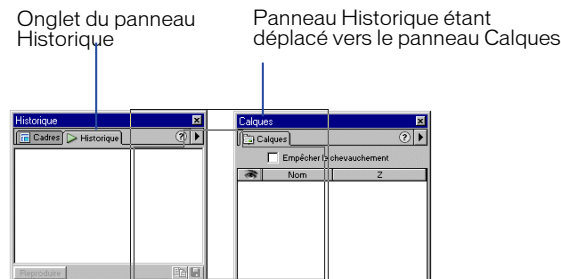 Onglet du panneau
Historique
Panneau Historique étant
déplacé vers le panneau Calques
Historique
Cadres Historique
Reproduire
Calques
Calques
Empêcher le chevauchement
Nom Z